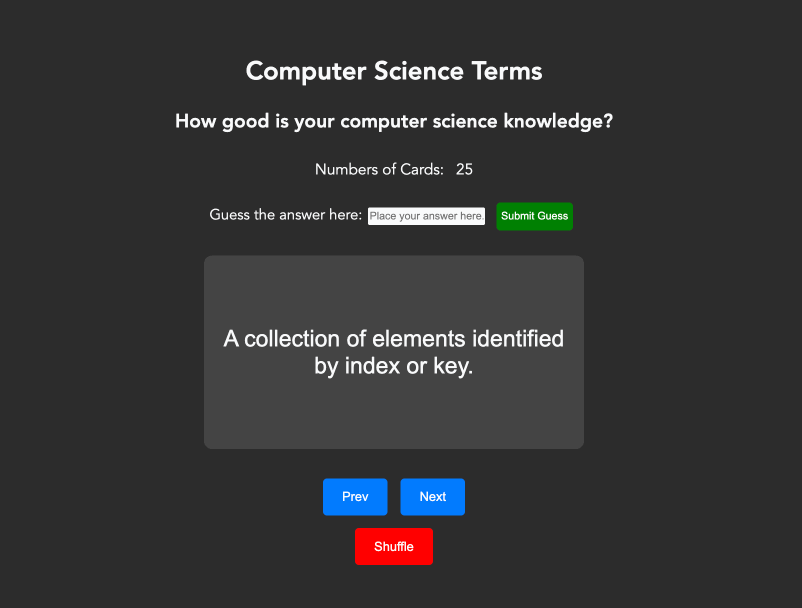 Computer Science Terms
How good is your computer science knowledge?
Numbers of Cards: 25
Guess the answer here: Place your answer here. Submit Guess
A collection of elements identified
by index or key.
Prev Next
Shuffle